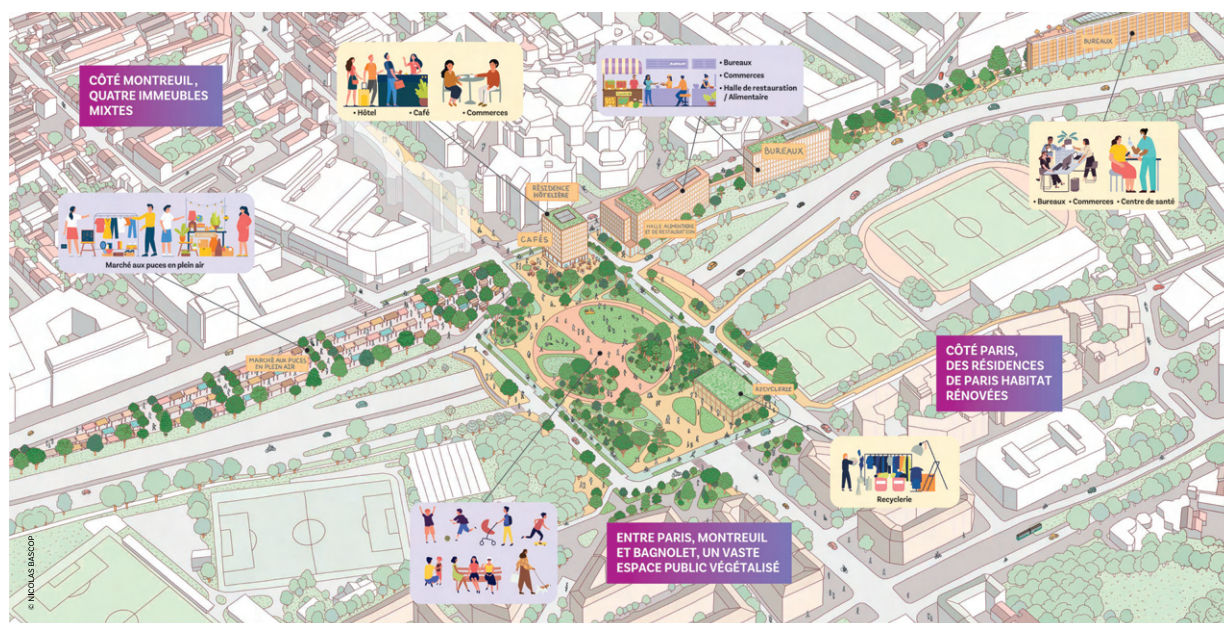 CÔTÉ MONTREUIL,
QUATRE IMMEUBLES
MIXTES
• Hôtel • Café • Commerces
• Bureaux
• Commerces
• Halle de restauration
/ Alimentaire
BUREAUX
• Bureaux • Commerces • Centre de santé
BUREAUX
RÉSIDENCE
HÔTELIÈRE
CAFÉS
HALLE ALIMENTAIRE
ET DE RESTAURATION
Marché aux puces en plein air
MARCHÉ AUX PUCES
EN PLEIN AIR
RECYCLERIE
CÔTÉ PARIS,
DES RÉSIDENCES
DE PARIS HABITAT
RÉNOVÉES
Recyclerie
ENTRE PARIS, MONTREUIL
ET BAGNOLET, UN VASTE
ESPACE PUBLIC VÉGÉTALISÉ
© NICOLAS BASCOP